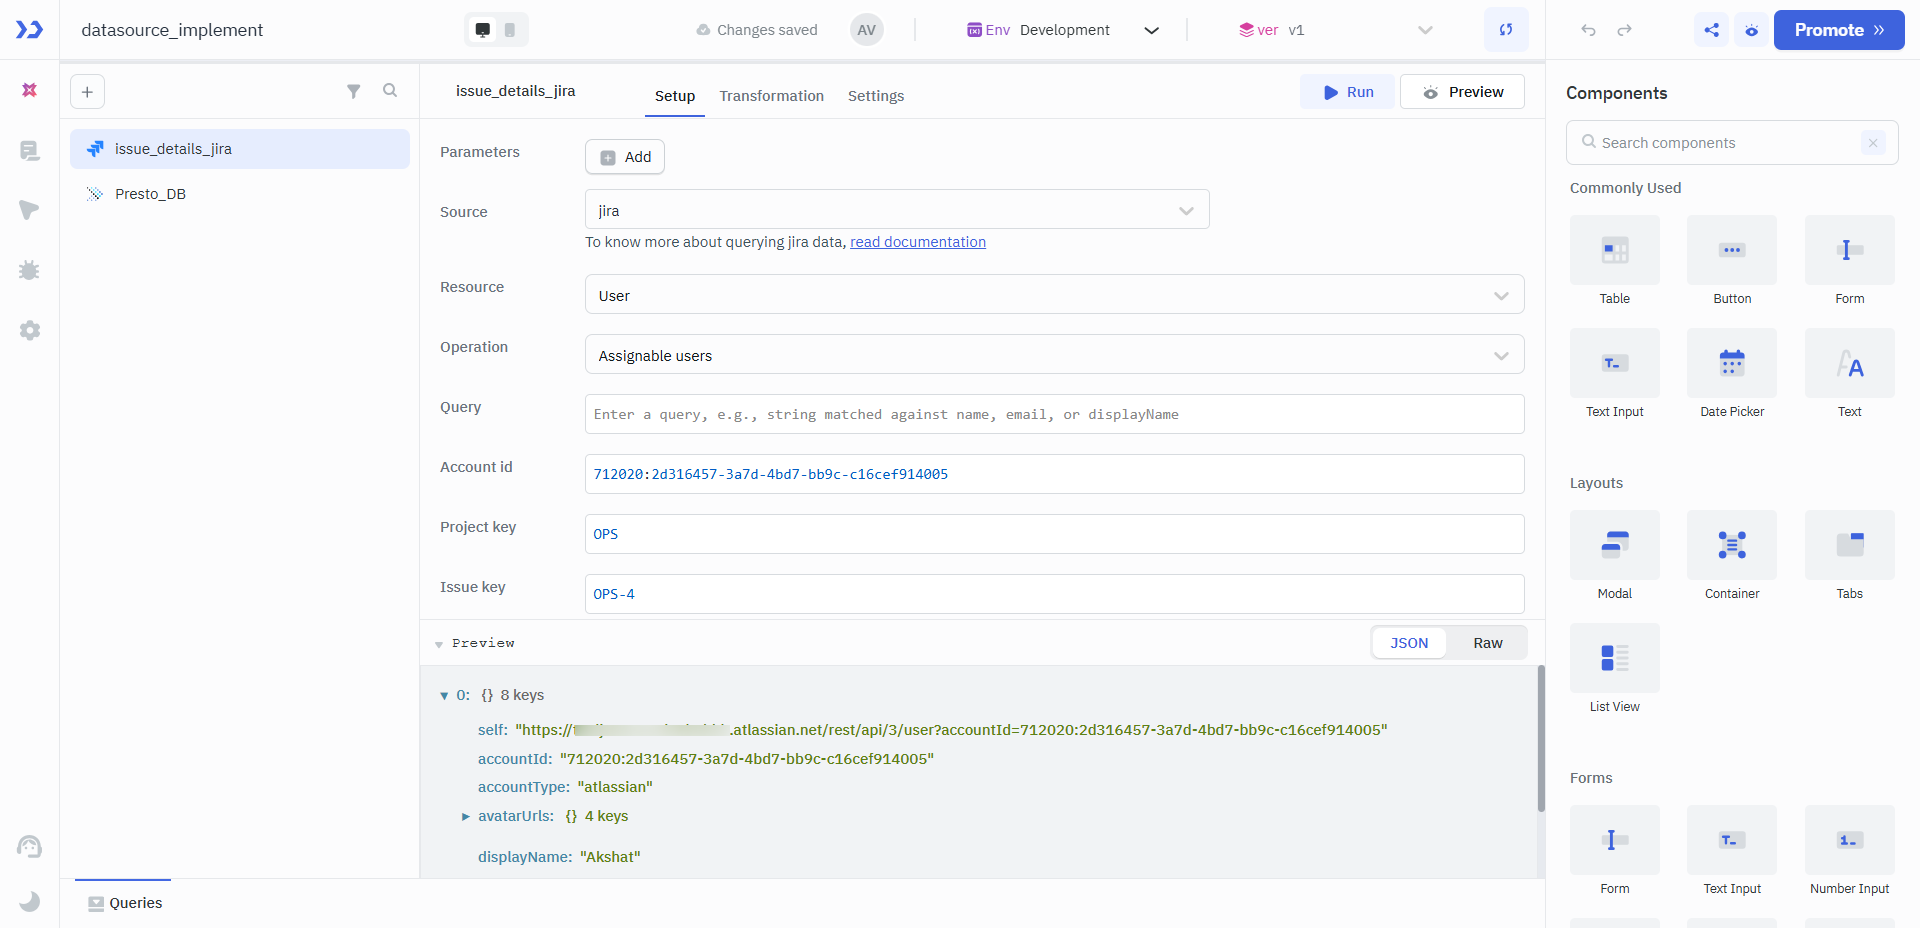 datasource_implement
Changes saved
AV
Env Development
ver v1
Promote
issue_details_jira
Presto_DB
issue_details_jira
Setup
Transformation
Settings
Run
Preview
Parameters
Add
Source
jira
To know more about querying jira data, read documentation
Resource
User
Operation
Assignable users
Query
Enter a query, e.g., string matched against name, email, or displayName
Account id
712020:2d316457-3a7d-4bd7-bb9c-c16cef914005
Project key
OPS
Issue key
OPS-4
Preview
JSON
Raw
0: {} 8 keys
self: "https:// .atlassian.net/rest/api/3/user?accountId=712020:2d316457-3a7d-4bd7-bb9c-c16cef914005"
accountId: "712020:2d316457-3a7d-4bd7-bb9c-c16cef914005"
accountType: "atlassian"
avatarUrls: {} 4 keys
displayName: "Akshat"
Queries
Components
Search components
Commonly Used
Table
Button
Form
Text Input
Date Picker
Text
Layouts
Modal
Container
Tabs
List View
Forms
Form
Text Input
Number Input